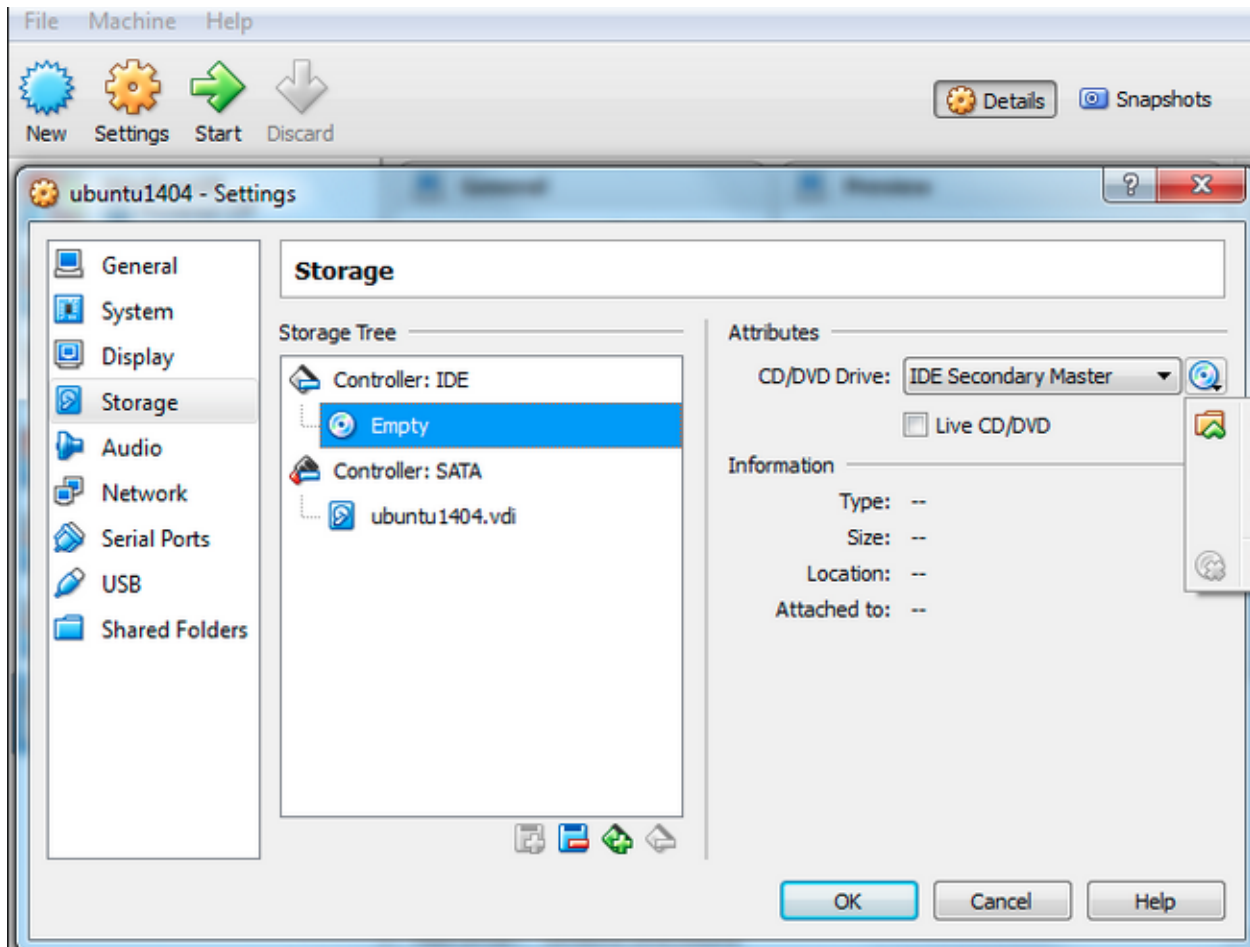 File Machine Help
New Settings Start Discard
Details Snapshots
ubuntu1404 - Settings
General
System
Display
Storage
Audio
Network
Serial Ports
USB
Shared Folders
Storage
Storage Tree
Controller: IDE
Empty
Controller: SATA
ubuntu1404.vdi
Attributes
CD/DVD Drive: IDE Secondary Master
Live CD/DVD
Information
Type: --
Size: --
Location: --
Attached to: --
OK Cancel Help